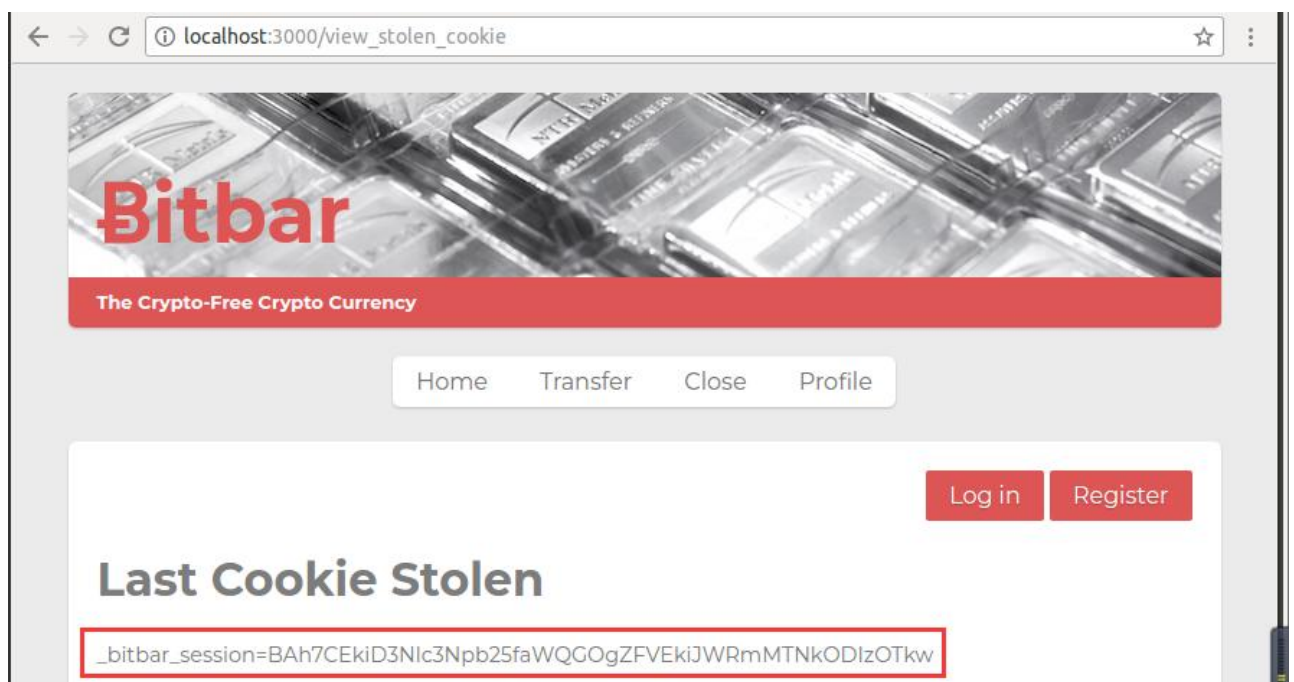 localhost:3000/view_stolen_cookie
Ƀitbar
The Crypto-Free Crypto Currency
Home Transfer Close Profile
Log in Register
Last Cookie Stolen
_bitbar_session=BAh7CEkiD3Nlc3Npb25faWQGOgZFVEkiJWRmMTNkODIzOTkw